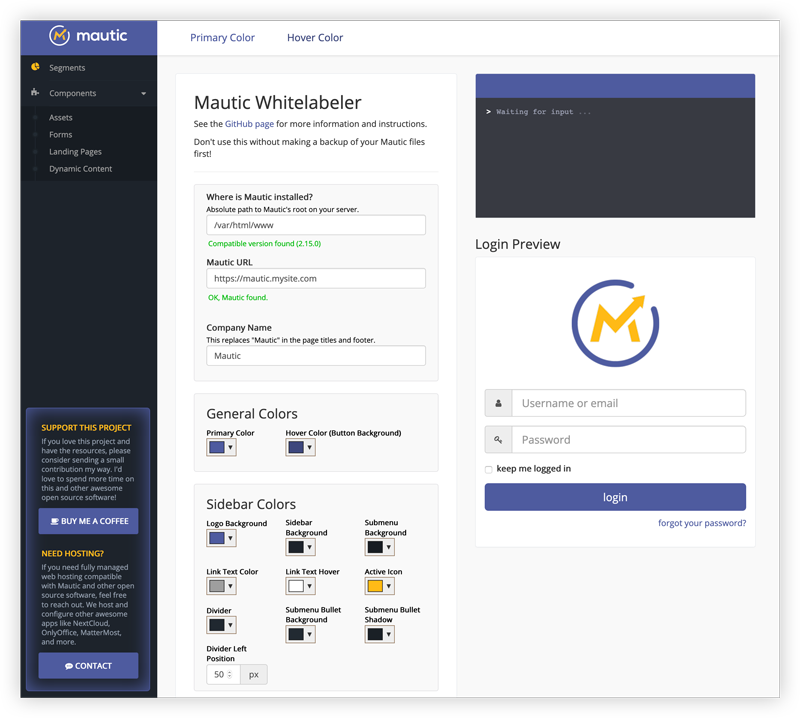 mautic
Primary Color
Hover Color
Segments
Components
Assets
Forms
Landing Pages
Dynamic Content
SUPPORT THIS PROJECT
If you love this project and
have the resources, please
consider sending a small
contribution my way. I'd
love to spend more time on
this and other awesome
open source software!
BUY ME A COFFEE
NEED HOSTING?
If you need fully managed
web hosting compatible
with Mautic and other open
source software, feel free
to reach out. We host and
configure other awesome
apps like NextCloud,
OnlyOffice, MatterMost,
and more.
CONTACT
Mautic Whitelabeler
See the GitHub page for more information and instructions.
Don't use this without making a backup of your Mautic files
first!
Where is Mautic installed?
Absolute path to Mautic's root on your server.
/var/html/www
Compatible version found (2.15.0)
Mautic URL
https://mautic.mysite.com
OK, Mautic found.
Company Name
This replaces "Mautic" in the page titles and footer.
Mautic
General Colors
Primary Color
Hover Color (Button Background)
Sidebar Colors
Logo Background
Sidebar
Background
Submenu
Background
Link Text Color
Link Text Hover
Active Icon
Divider
Submenu Bullet
Background
Submenu Bullet
Shadow
Divider Left
Position
50
px
> Waiting for input ...
Login Preview
Username or email
Password
keep me logged in
login
forgot your password?